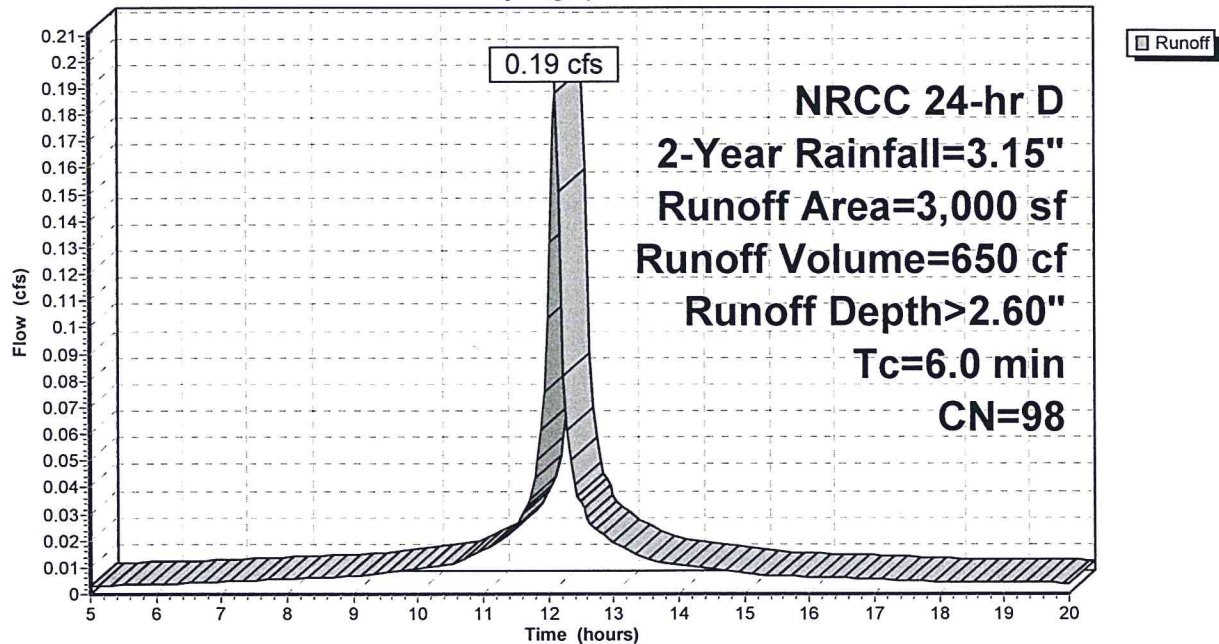 0.21
0.2
0.19
0.18
0.17
0.16
0.15
0.14
0.13
0.12
0.11
0.1
0.09
0.08
0.07
0.06
0.05
0.04
0.03
0.02
0.01
0
Flow (cfs)
5 6 7 8 9 10 11 12 13 14 15 16 17 18 19 20
Time (hours)
0.19 cfs
Runoff
NRCC 24-hr D
2-Year Rainfall=3.15"
Runoff Area=3,000 sf
Runoff Volume=650 cf
Runoff Depth>2.60"
Tc=6.0 min
CN=98